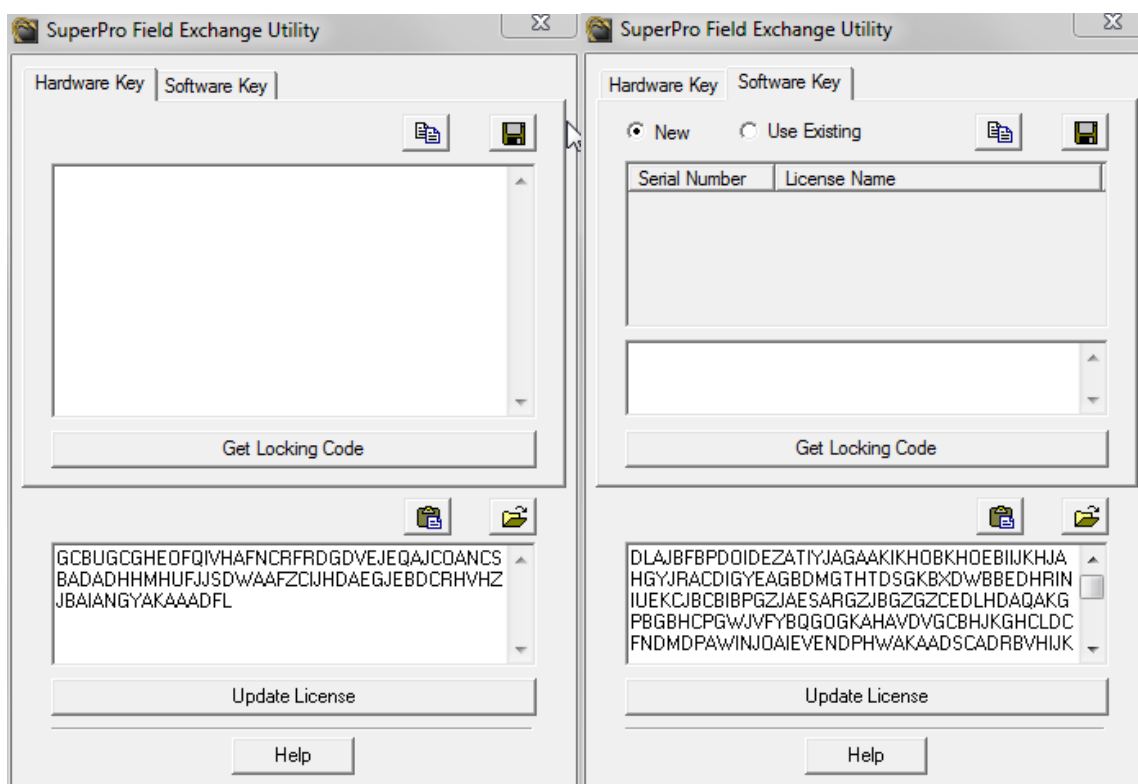 SuperPro Field Exchange Utility
Hardware Key
Software Key
Get Locking Code
GCBUGCGHEOFQIVHAFNCRFRDGDVEJEQAJCOANCS
BADADHHMHUFJJSDWAAFZCIJHDAEGJEBDCRHVHZ
JBAIANGYAKAAADFL
Update License
Help
SuperPro Field Exchange Utility
Hardware Key
Software Key
New
Use Existing
Serial Number
License Name
Get Locking Code
DLAJBFBPDOIDEZATIYJAGAAKIKHOBKHOEBIIJKHJA
HGYJRACDIGYEAGBDMGTHTDSGKBXDWBBEDHRIN
IUEKCJBCBIBPGZJAESARGZJBGZGZCEDLHDAQAKG
PBGBHCPGWJVFYBQGOGKAHAVDVGCBHJKGHCLDC
FNDMDPAWINJOAIEVENDPHWAKAADSCADRBVHIJK
Update License
Help